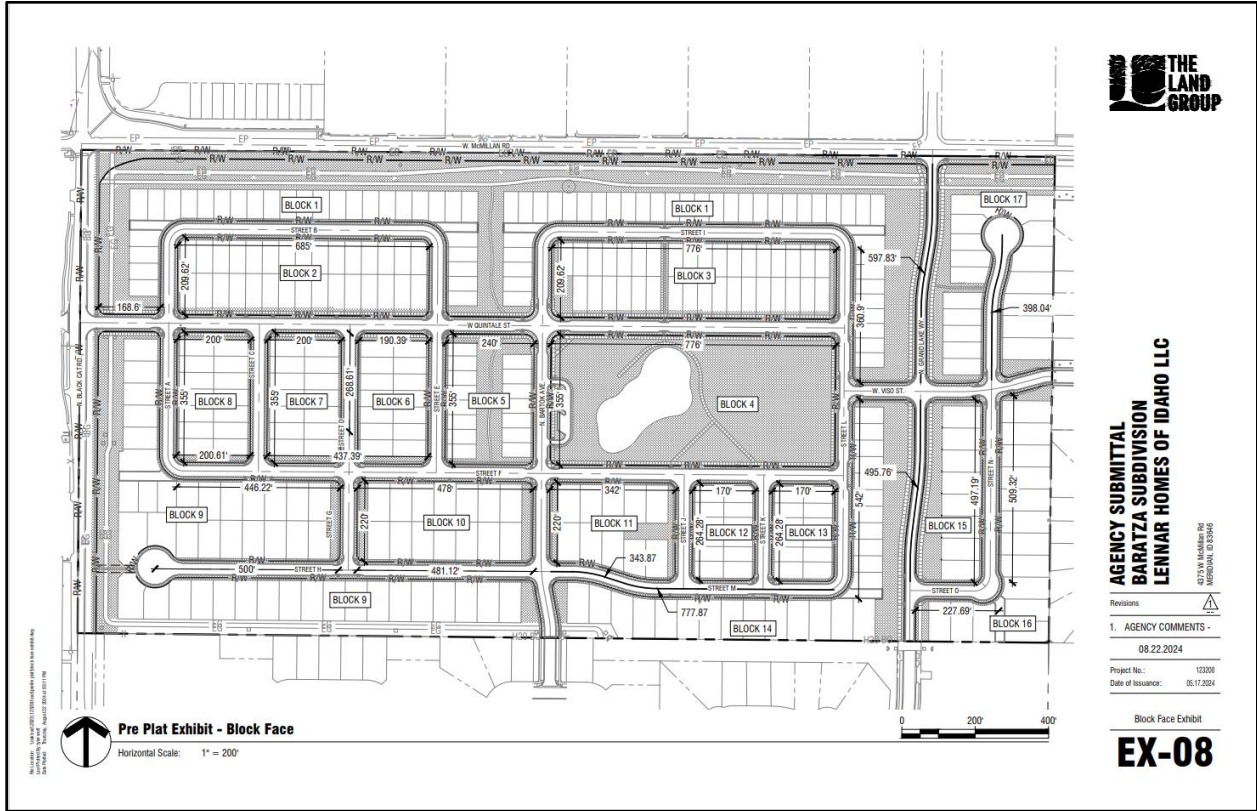 THE
LAND
GROUP
W. McMILLAN RD
BLOCK 1
BLOCK 1
BLOCK 17
STREET B
685'
STREET I
776'
209.62'
BLOCK 2
209.62'
BLOCK 3
597.83'
168.6'
360.9'
398.04'
N. GRAND LAKE WY
W QUINTALE ST
N. BLACK CAT RD.
200'
200'
190.39'
240'
776'
STREET A
STREET C
STREET D
STREET E
N. BARTOK AVE.
STREET L
W. VISO ST.
355'
BLOCK 8
355'
BLOCK 7
268.61'
BLOCK 6
355'
BLOCK 5
355'
BLOCK 4
200.61'
437.39'
STREET F
446.22'
478'
342'
170'
170'
495.76'
497.19'
STREET N
509.32'
542'
BLOCK 9
STREET G
220'
BLOCK 10
220'
BLOCK 11
STREET J
264.28'
BLOCK 12
STREET K
264.28'
BLOCK 13
BLOCK 15
500'
STREET H
481.12'
343.87
STREET M
777.87
STREET O
227.69'
BLOCK 9
BLOCK 14
BLOCK 16
AGENCY SUBMITTAL
BARATZA SUBDIVISION
LENNAR HOMES OF IDAHO LLC
4375 W McMillan Rd
MERIDIAN, ID 83646
Revisions
1
1. AGENCY COMMENTS -
08.22.2024
Project No.: 123200
Date of Issuance: 05.17.2024
Block Face Exhibit
EX-08
Pre Plat Exhibit - Block Face
Horizontal Scale: 1" = 200'
0 200' 400'